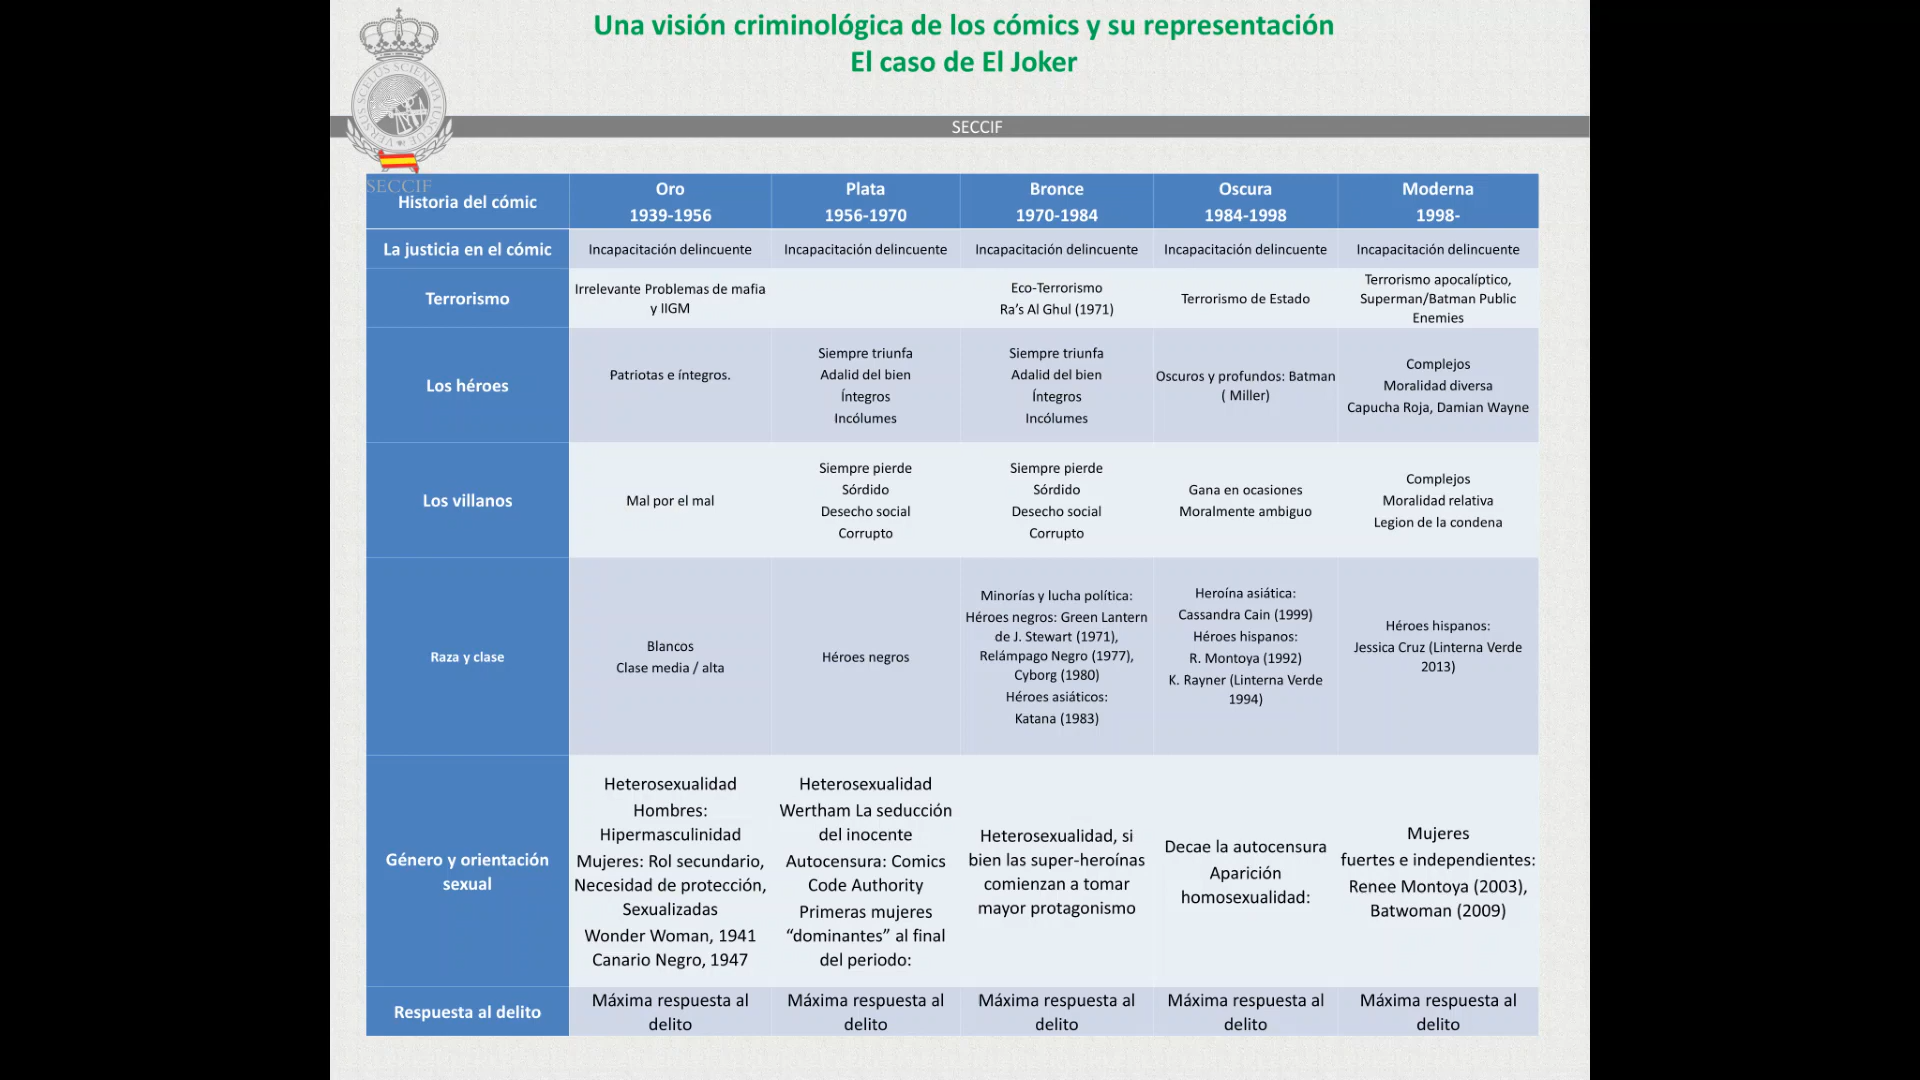 Una visión criminológica de los cómics y su representación
El caso de El Joker
VERSUS SCELUS SCIENTIA IUSCUE
SECCIF
SECCIF
Historia del cómic
Oro
1939-1956
Plata
1956-1970
Bronce
1970-1984
Oscura
1984-1998
Moderna
1998-
La justicia en el cómic
Incapacitación delincuente
Incapacitación delincuente
Incapacitación delincuente
Incapacitación delincuente
Incapacitación delincuente
Terrorismo
Irrelevante Problemas de mafia
y IIGM
Eco-Terrorismo
Ra’s Al Ghul (1971)
Terrorismo de Estado
Terrorismo apocalíptico,
Superman/Batman Public
Enemies
Los héroes
Patriotas e íntegros.
Siempre triunfa
Adalid del bien
Íntegros
Incólumes
Siempre triunfa
Adalid del bien
Íntegros
Incólumes
Oscuros y profundos: Batman
( Miller)
Complejos
Moralidad diversa
Capucha Roja, Damian Wayne
Los villanos
Mal por el mal
Siempre pierde
Sórdido
Desecho social
Corrupto
Siempre pierde
Sórdido
Desecho social
Corrupto
Gana en ocasiones
Moralmente ambiguo
Complejos
Moralidad relativa
Legion de la condena
Raza y clase
Blancos
Clase media / alta
Héroes negros
Minorías y lucha política:
Héroes negros: Green Lantern
de J. Stewart (1971),
Relámpago Negro (1977),
Cyborg (1980)
Héroes asiáticos:
Katana (1983)
Heroína asiática:
Cassandra Cain (1999)
Héroes hispanos:
R. Montoya (1992)
K. Rayner (Linterna Verde
1994)
Héroes hispanos:
Jessica Cruz (Linterna Verde
2013)
Género y orientación
sexual
Heterosexualidad
Hombres:
Hipermasculinidad
Mujeres: Rol secundario,
Necesidad de protección,
Sexualizadas
Wonder Woman, 1941
Canario Negro, 1947
Heterosexualidad
Wertham La seducción
del inocente
Autocensura: Comics
Code Authority
Primeras mujeres
“dominantes” al final
del periodo:
Heterosexualidad, si
bien las super-heroínas
comienzan a tomar
mayor protagonismo
Decae la autocensura
Aparición
homosexualidad:
Mujeres
fuertes e independientes:
Renee Montoya (2003),
Batwoman (2009)
Respuesta al delito
Máxima respuesta al
delito
Máxima respuesta al
delito
Máxima respuesta al
delito
Máxima respuesta al
delito
Máxima respuesta al
delito